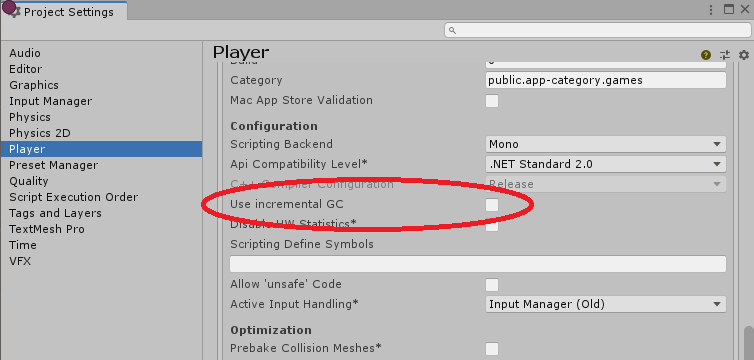 Project Settings
Audio
Editor
Graphics
Input Manager
Physics
Physics 2D
Player
Preset Manager
Quality
Script Execution Order
Tags and Layers
TextMesh Pro
Time
VFX
Player
Category
public.app-category.games
Mac App Store Validation
Configuration
Scripting Backend
Mono
Api Compatibility Level*
.NET Standard 2.0
C++ Compiler Configuration
Release
Use incremental GC
Disable HW Statistics*
Scripting Define Symbols
Allow 'unsafe' Code
Active Input Handling*
Input Manager (Old)
Optimization
Prebake Collision Meshes*